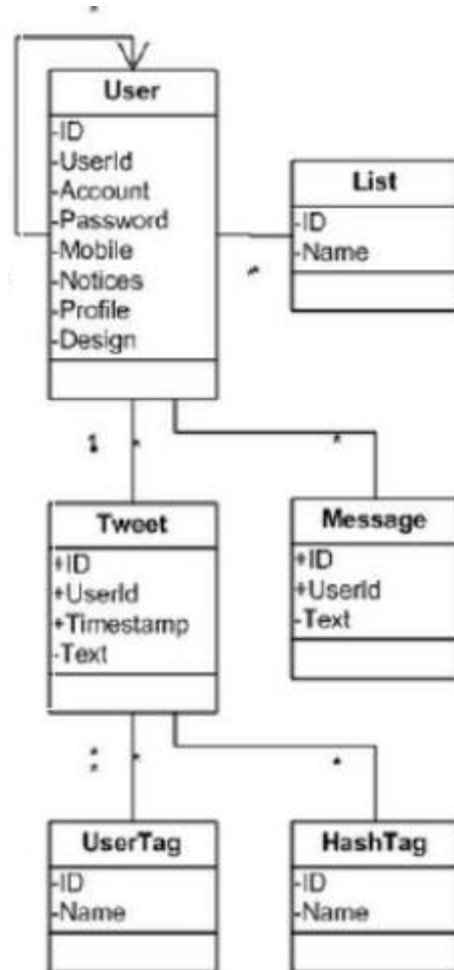 *
User
-ID
-UserId
-Account
-Password
-Mobile
-Notices
-Profile
-Design
List
-ID
-Name
*
*
*
Tweet
+ID
+UserId
+Timestamp
-Text
Message
+ID
+UserId
-Text
*
*
*
*
UserTag
-ID
-Name
HashTag
-ID
-Name